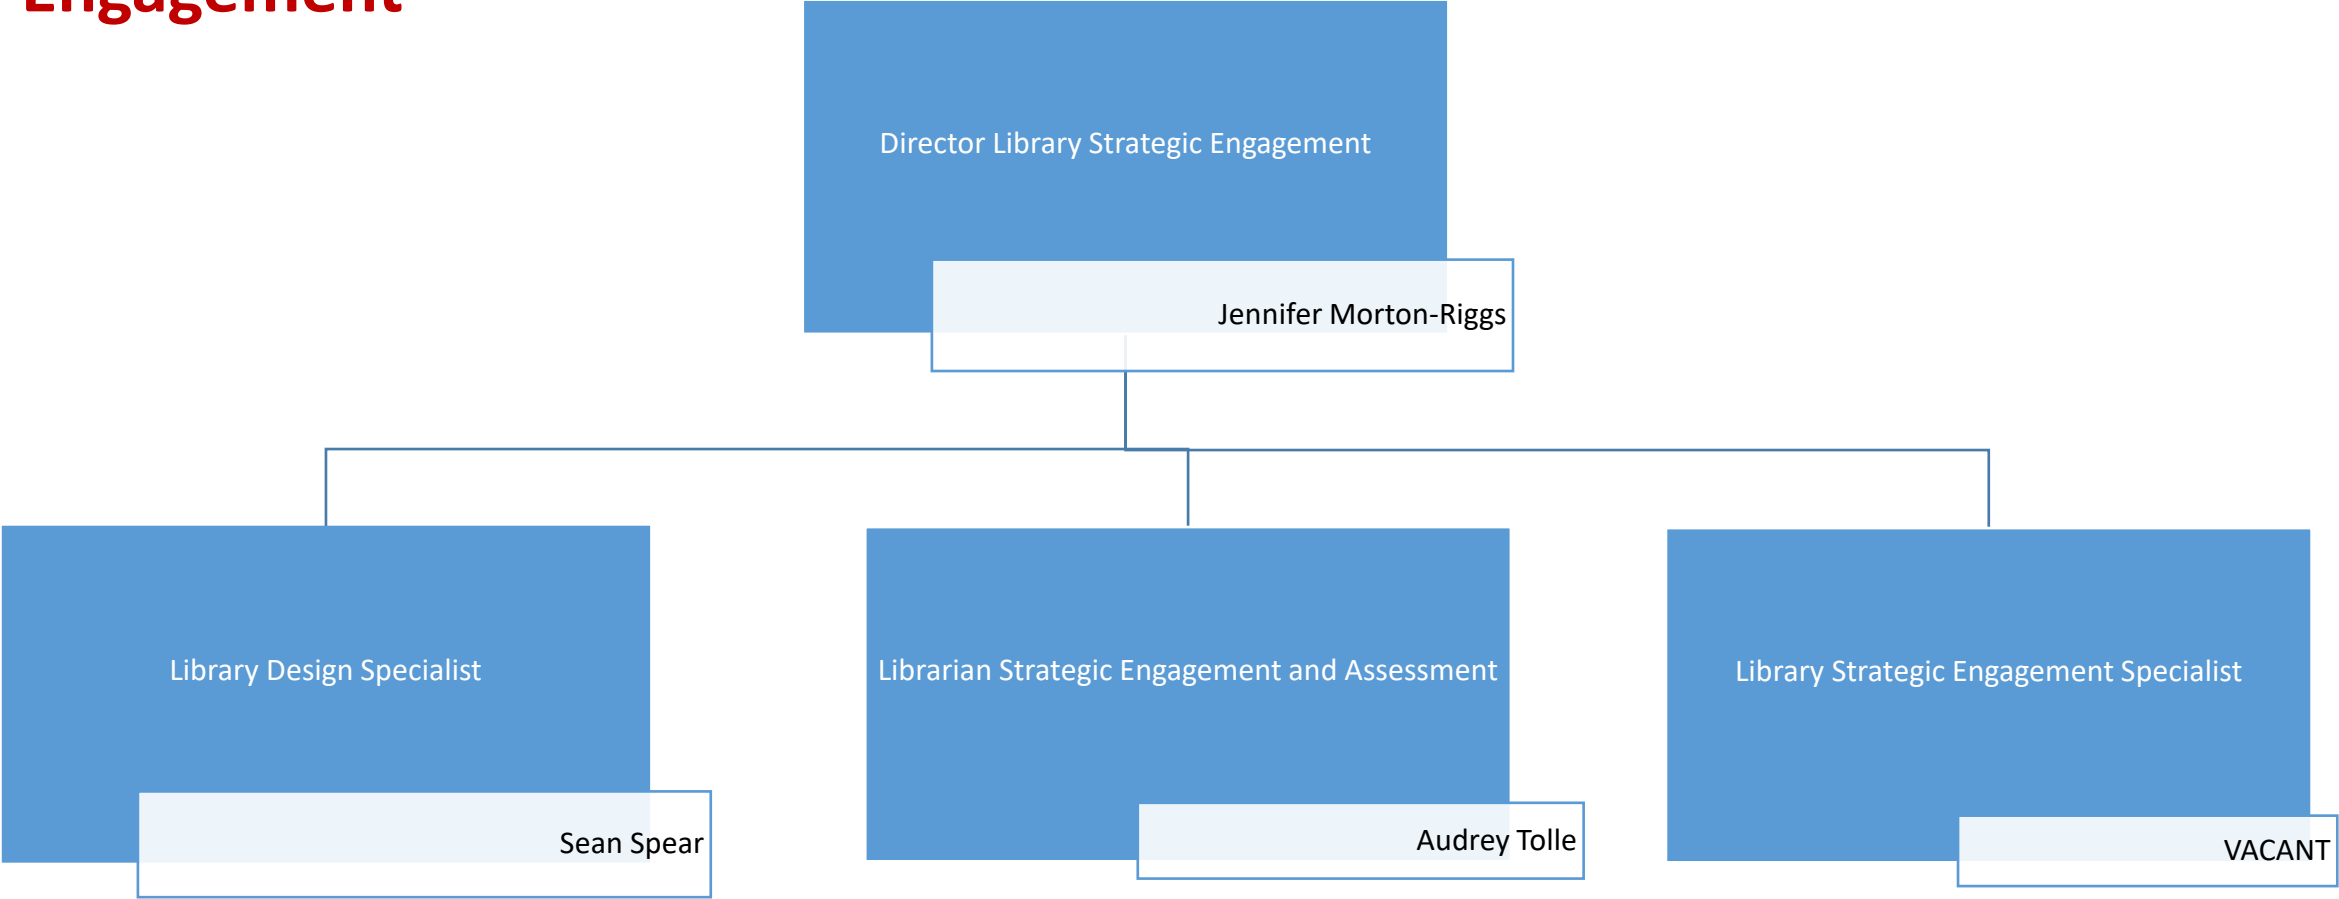 Engagement
Director Library Strategic Engagement
Jennifer Morton-Riggs
Library Design Specialist
Sean Spear
Librarian Strategic Engagement and Assessment
Audrey Tolle
Library Strategic Engagement Specialist
VACANT